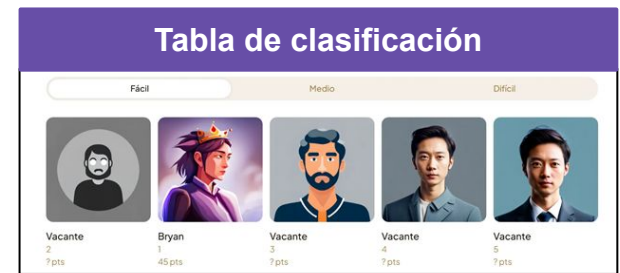 Tabla de clasificación
Fácil Medio Difícil
Vacante Bryan Vacante Vacante Vacante
2 1 3 4 5
? pts 45 pts ? pts ? pts ? pts